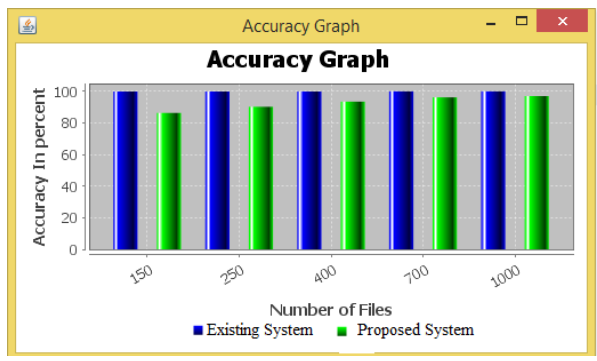 Accuracy Graph
Accuracy Graph
Accuracy In percent
100
80
60
40
20
0
150
250
400
700
1000
Number of Files
Existing System
Proposed System